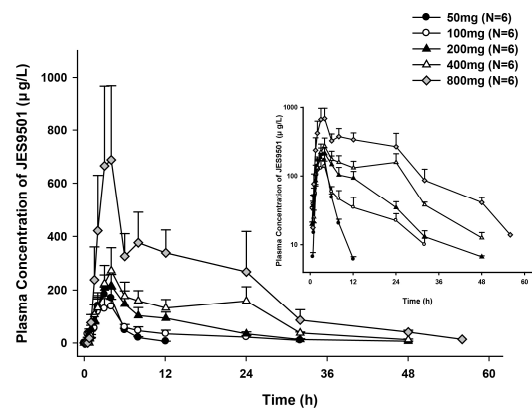 50mg (N=6)
100mg (N=6)
200mg (N=6)
400mg (N=6)
800mg (N=6)
Plasma Concentration of JES9501 (μg/L)
1000
800
600
400
200
0
0 12 24 36 48 60
Time (h)
Plasma Concentration of JES9501 (μg/L)
1000
100
10
0 12 24 36 48 60
Time (h)